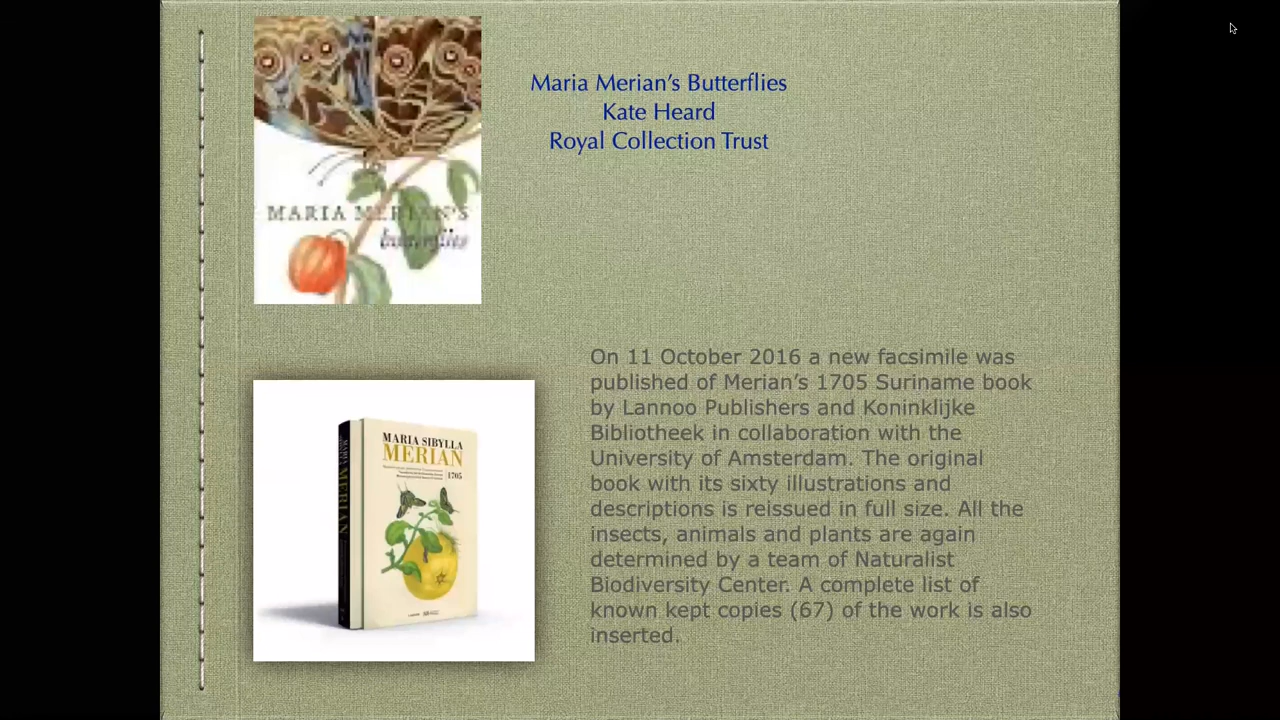 MARIA MERIAN'S
butterflies
Maria Merian’s Butterflies
Kate Heard
Royal Collection Trust
MARIA SIBYLLA
MERIAN
1705
MERIAN
On 11 October 2016 a new facsimile was
published of Merian’s 1705 Suriname book
by Lannoo Publishers and Koninklijke
Bibliotheek in collaboration with the
University of Amsterdam. The original
book with its sixty illustrations and
descriptions is reissued in full size. All the
insects, animals and plants are again
determined by a team of Naturalist
Biodiversity Center. A complete list of
known kept copies (67) of the work is also
inserted.